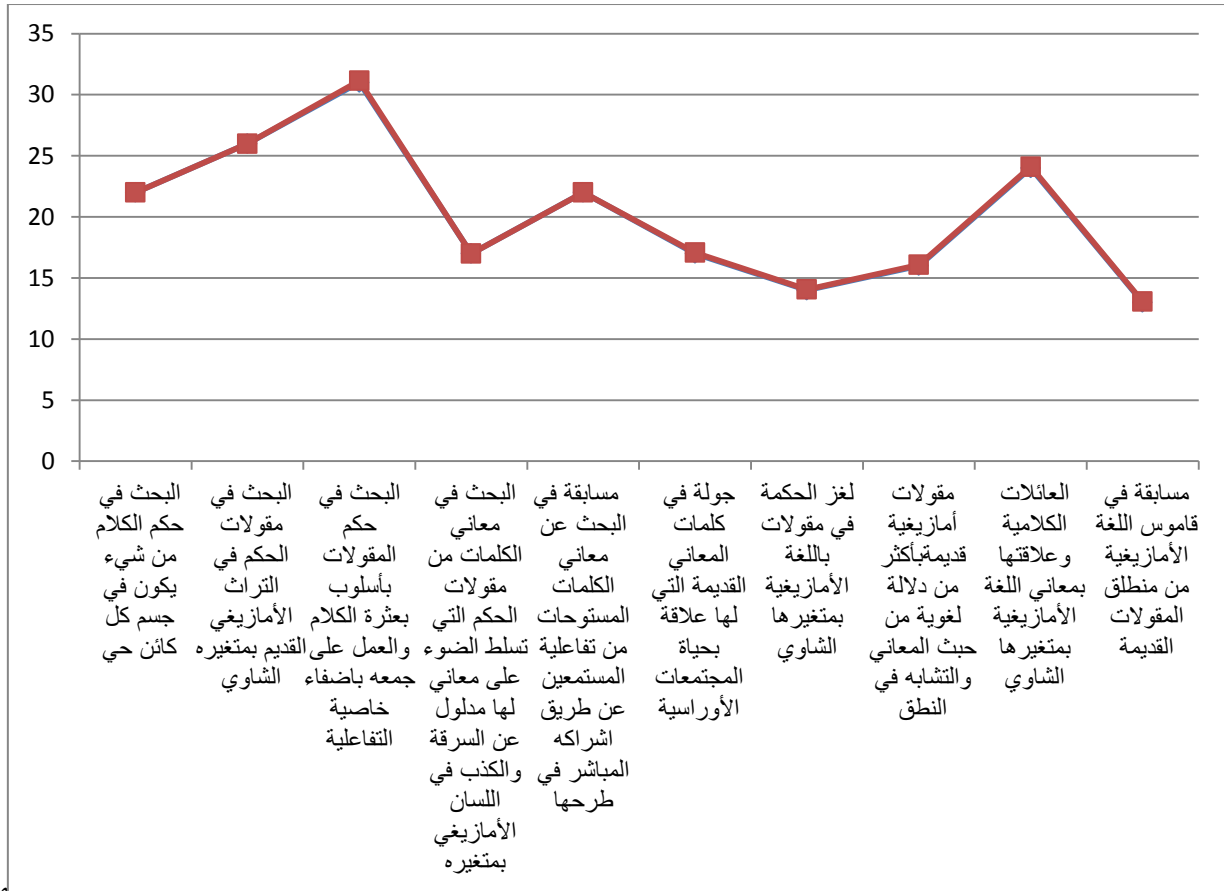 35
30
25
20
15
10
5
0
البحث في
حكم الكلام
من شيء
يكون في
جسم كل
كائن حي
البحث في
مقولات
الحكم في
التراث
الأمازيغي
القديم بمتغيره
الشاوي
البحث في
حكم
المقولات
بأسلوب
بعثرة الكلام
والعمل على
جمعه باضفاء
خاصية
التفاعلية
البحث في
معاني
الكلمات من
مقولات
الحكم التي
تسلط الضوء
على معاني
لها مدلول
عن السرقة
والكذب في
اللسان
الأمازيغي
بمتغيره
مسابقة في
البحث عن
معاني
الكلمات
المستوحات
من تفاعلية
المستمعين
عن طريق
اشراكه
المباشر في
طرحها
جولة في
كلمات
المعاني
القديمة التي
لها علاقة
بحياة
المجتمعات
الأوراسية
لغز الحكمة
في مقولات
باللغة
الأمازيغية
بمتغيرها
الشاوي
مقولات
أمازيغية
قديمةبأكثر
من دلالة
لغوية من
حبث المعاني
والتشابه في
النطق
العائلات
الكلامية
وعلاقتها
بمعاني اللغة
الأمازيغية
بمتغيرها
الشاوي
مسابقة في
قاموس اللغة
الأمازيغية
من منطلق
المقولات
القديمة